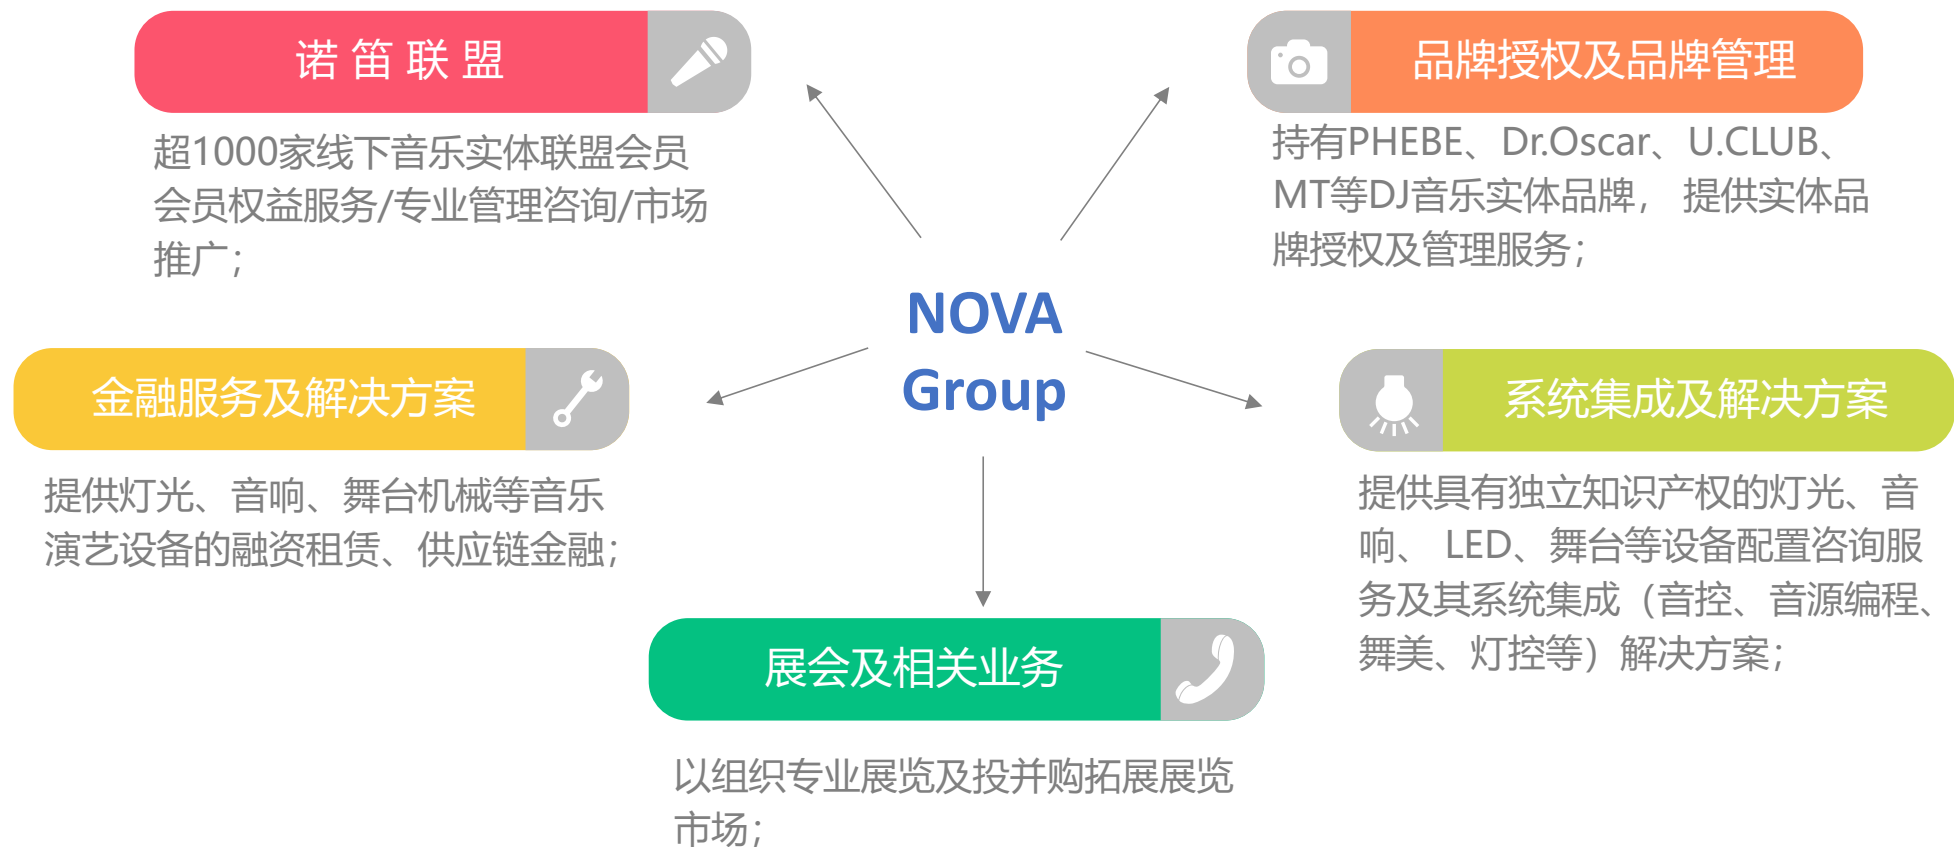 诺笛联盟
超1000家线下音乐实体联盟会员
会员权益服务/专业管理咨询/市场
推广；
品牌授权及品牌管理
持有PHEBE、Dr.Oscar、U.CLUB、
MT等DJ音乐实体品牌， 提供实体品
牌授权及管理服务；
NOVA
Group
金融服务及解决方案
提供灯光、音响、舞台机械等音乐
演艺设备的融资租赁、供应链金融；
系统集成及解决方案
提供具有独立知识产权的灯光、音
响、 LED、舞台等设备配置咨询服
务及其系统集成（音控、音源编程、
舞美、灯控等）解决方案；
展会及相关业务
以组织专业展览及投并购拓展展览
市场；